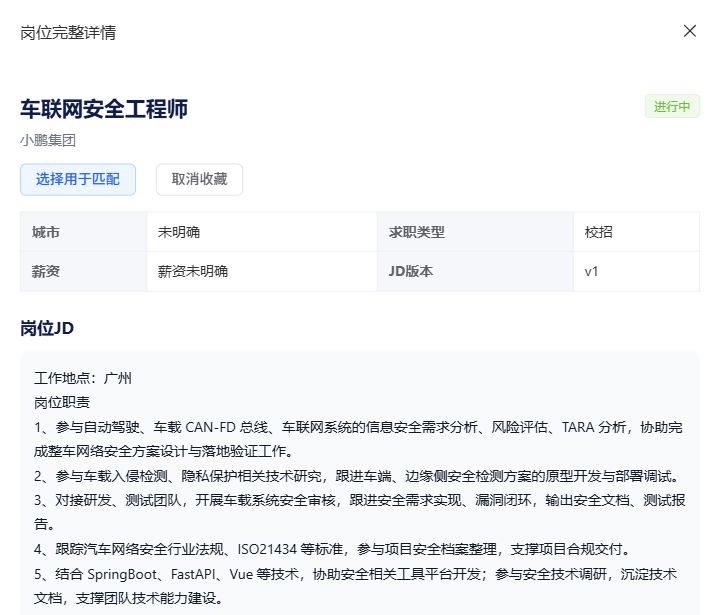 岗位完整详情
车联网安全工程师
进行中
小鹏集团
选择用于匹配 取消收藏
城市 未明确 求职类型 校招
薪资 薪资未明确 JD版本 v1
岗位JD
工作地点：广州
岗位职责
1、参与自动驾驶、车载 CAN-FD 总线、车联网系统的信息安全需求分析、风险评估、TARA 分析，协助完
成整车网络安全方案设计与落地验证工作。
2、参与车载入侵检测、隐私保护相关技术研究，跟进车端、边缘侧安全检测方案的原型开发与部署调试。
3、对接研发、测试团队，开展车载系统安全审核，跟进安全需求实现、漏洞闭环，输出安全文档、测试报
告。
4、跟踪汽车网络安全行业法规、ISO21434 等标准，参与项目安全档案整理，支撑项目合规交付。
5、结合 SpringBoot、FastAPI、Vue 等技术，协助安全相关工具平台开发；参与安全技术调研，沉淀技术
文档，支撑团队技术能力建设。